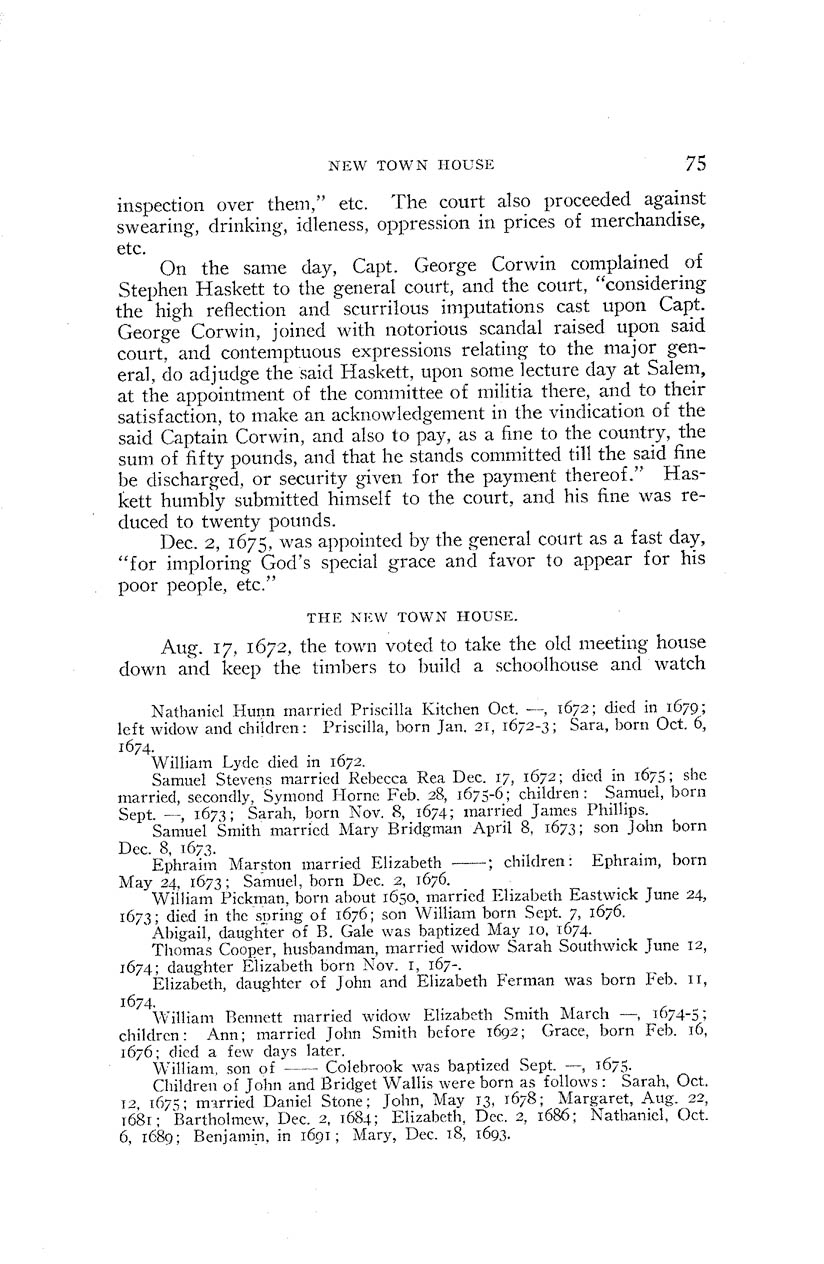 NEW TOWN HOUSE 75
inspection over them," etc. The court also proceeded against
swearing, drinking, idleness, oppression in prices of merchandise,
etc.
On the same day, Capt. George Corwin complained of
Stephen Haskett to the general court, and the court, "considering
the high reflection and scurrilous imputations cast upon Capt.
George Corwin, joined with notorious scandal raised upon said
court, and contemptuous expressions relating to the major gen-
eral, do adjudge the said Haskett, upon some lecture day at Salem,
at the appointment of the committee of militia there, and to their
satisfaction, to make an acknowledgement in the vindication of the
said Captain Corwin, and also to pay, as a fine to the country, the
sum of fifty pounds, and that he stands committed till the said fine
be discharged, or security given for the payment thereof." Has-
kett humbly submitted himself to the court, and his fine was re-
duced to twenty pounds.
Dec. 2, 1675, was appointed by the general court as a fast day,
"for imploring God's special grace and favor to appear for his
poor people, etc."
THE NEW TOWN HOUSE.
Aug. 17, 1672, the town voted to take the old meeting house
down and keep the timbers to build a schoolhouse and watch
Nathaniel Hunn married Priscilla Kitchen Oct. —, 1672; died in 1679;
left widow and children: Priscilla, born Jan. 21, 1672-3; Sara, born Oct. 6,
1674.
William Lyde died in 1672.
Samuel Stevens married Rebecca Rea Dec. 17, 1672; died in 1675; she
married, secondly, Symond Horne Feb. 28, 1675-6; children: Samuel, born
Sept. —, 1673; Sarah, born Nov. 8, 1674; married James Phillips.
Samuel Smith married Mary Bridgman April 8, 1673; son John born
Dec. 8, 1673.
Ephraim Marston married Elizabeth ——; children: Ephraim, born
May 24, 1673; Samuel, born Dec. 2, 1676.
William Pickman, born about 1650, married Elizabeth Eastwick June 24,
1673; died in the spring of 1676; son William born Sept. 7, 1676.
Abigail, daughter of B. Gale was baptized May 10, 1674.
Thomas Cooper, husbandman, married widow Sarah Southwick June 12,
1674; daughter Elizabeth born Nov. 1, 167-.
Elizabeth, daughter of John and Elizabeth Ferman was born Feb. 11,
1674.
William Bennett married widow Elizabeth Smith March —, 1674-5;
children: Ann; married John Smith before 1692; Grace, born Feb. 16,
1676; died a few days later.
William, son of —— Colebrook was baptized Sept. —, 1675.
Children of John and Bridget Wallis were born as follows: Sarah, Oct.
12, 1675; married Daniel Stone; John, May 13, 1678; Margaret, Aug. 22,
1681; Bartholmew, Dec. 2, 1684; Elizabeth, Dec. 2, 1686; Nathaniel, Oct.
6, 1689; Benjamin, in 1691; Mary, Dec. 18, 1693.